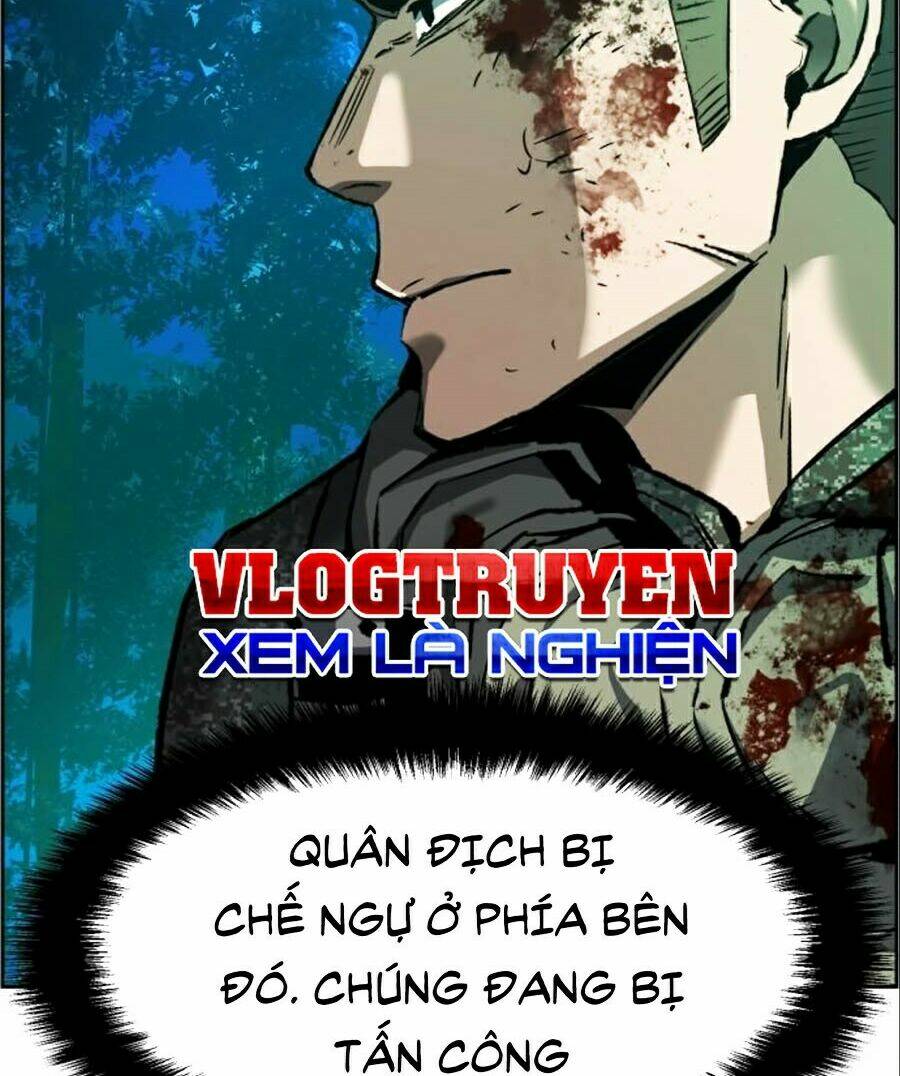 VLOGTRUYEN
XEM LÀ NGHIỆN
QUÂN ĐỊCH BỊ
CHẾ NGỰ Ở PHÍA BÊN
ĐÓ. CHÚNG ĐANG BỊ
TẤN CÔNG